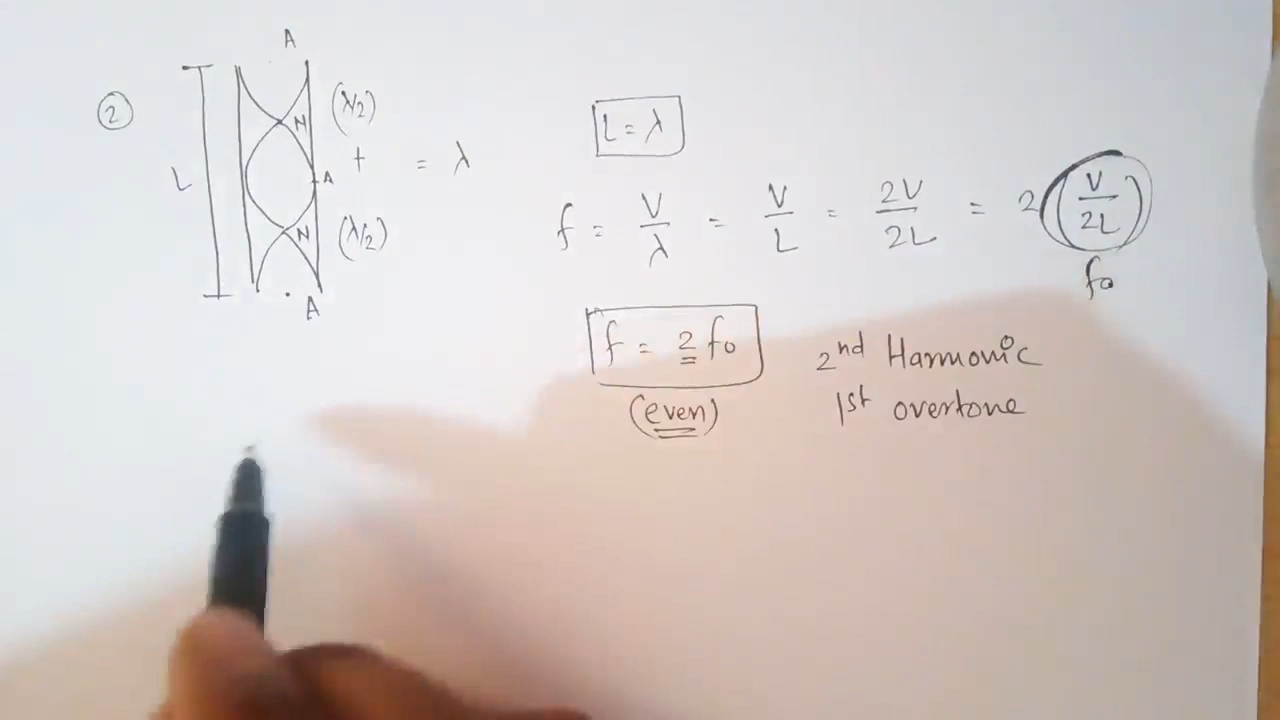 ②
L
A
N
A
N
A
(λ/2)
+
(λ/2)
= λ
L = λ
f = V/λ = V/L = 2V/2L = 2(V/2L)
f₀
f = 2 f₀
(even)
2nd Harmonic
1st overtone